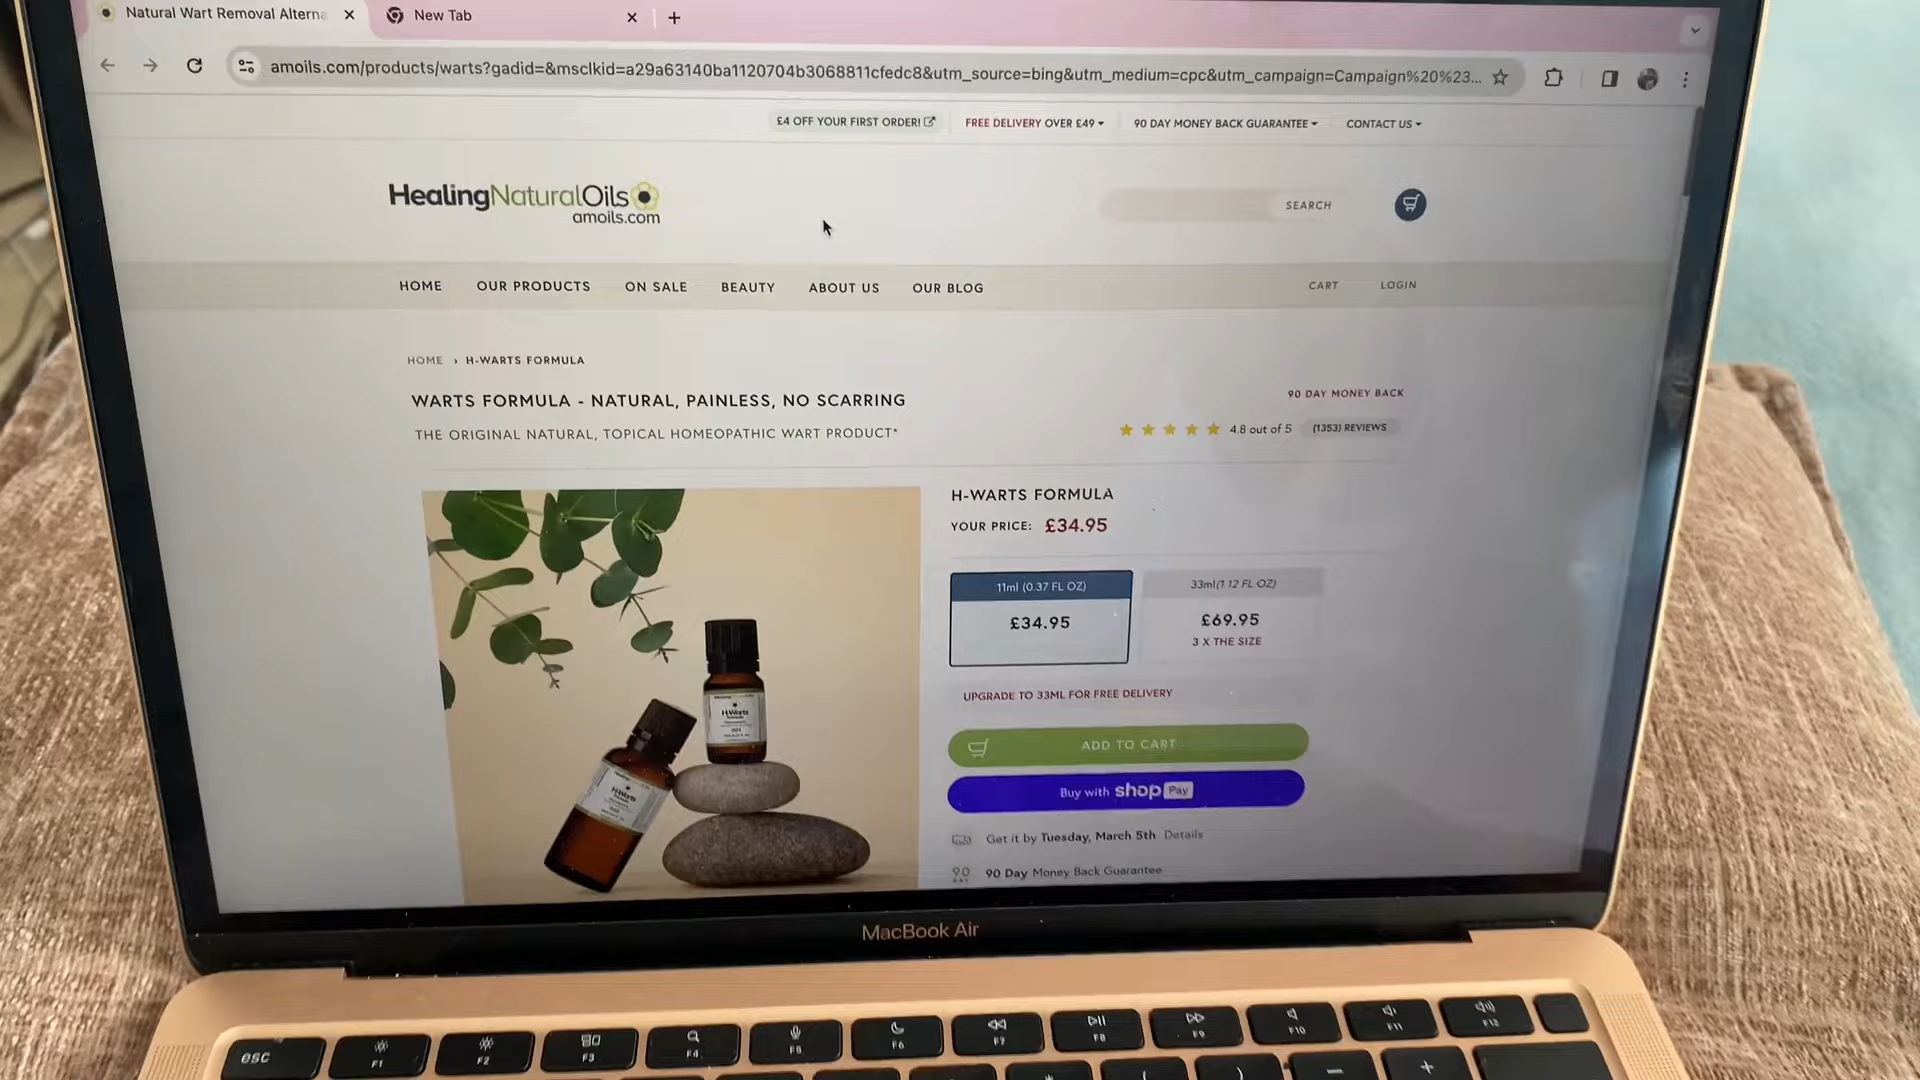 Natural Wart Removal Alterna
New Tab
amoils.com/products/warts?gadid=&msclkid=a29a63140ba1120704b3068811cfedc8&utm_source=bing&utm_medium=cpc&utm_campaign=Campaign%20%23...
£4 OFF YOUR FIRST ORDER! FREE DELIVERY OVER £49 90 DAY MONEY BACK GUARANTEE CONTACT US
HealingNaturalOils
amoils.com
SEARCH
HOME OUR PRODUCTS ON SALE BEAUTY ABOUT US OUR BLOG CART LOGIN
HOME › H-WARTS FORMULA
WARTS FORMULA - NATURAL, PAINLESS, NO SCARRING
90 DAY MONEY BACK
THE ORIGINAL NATURAL, TOPICAL HOMEOPATHIC WART PRODUCT*
4.8 out of 5 (1353) REVIEWS
H-WARTS FORMULA
YOUR PRICE: £34.95
11ml (0.37 FL OZ) 33ml(1.12 FL OZ)
£34.95 £69.95
3 X THE SIZE
UPGRADE TO 33ML FOR FREE DELIVERY
ADD TO CART
Buy with shop Pay
Get it by Tuesday, March 5th Details
90 90 Day Money Back Guarantee
H-Warts
H-Warts
MacBook Air
esc F1 F2 F3 F4 F5 F6 F7 F8 F9 F10 F11 F12